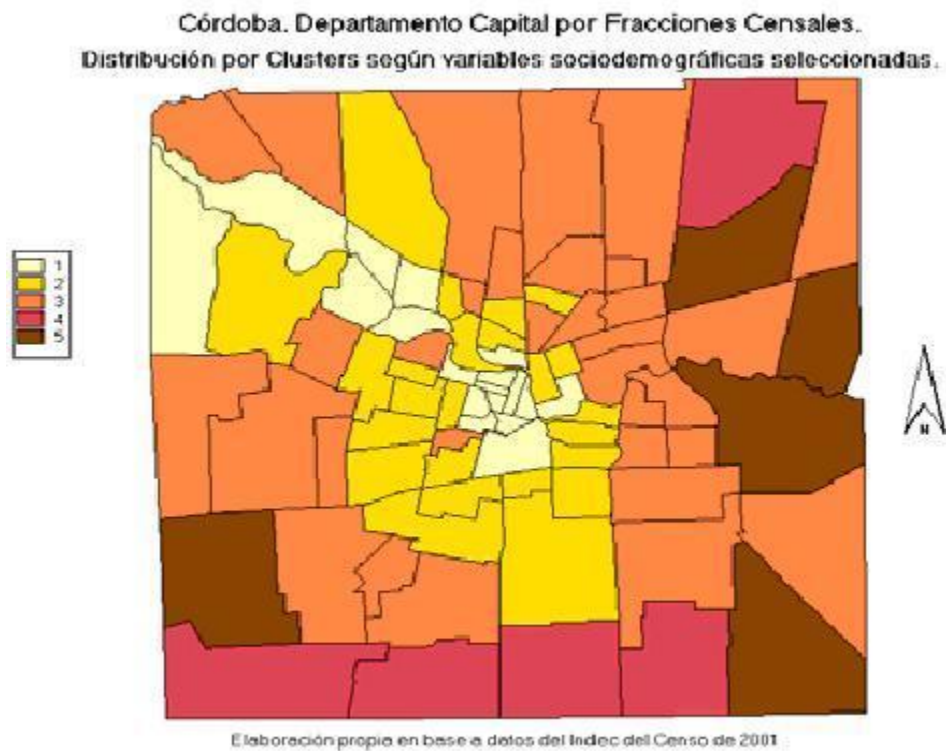 Córdoba. Departamento Capital por Fracciones Censales.
Distribución por Clusters según variables sociodemográficas seleccionadas.
1
2
3
4
5
N
Elaboración propia en base a datos del Indec del Censo de 2001